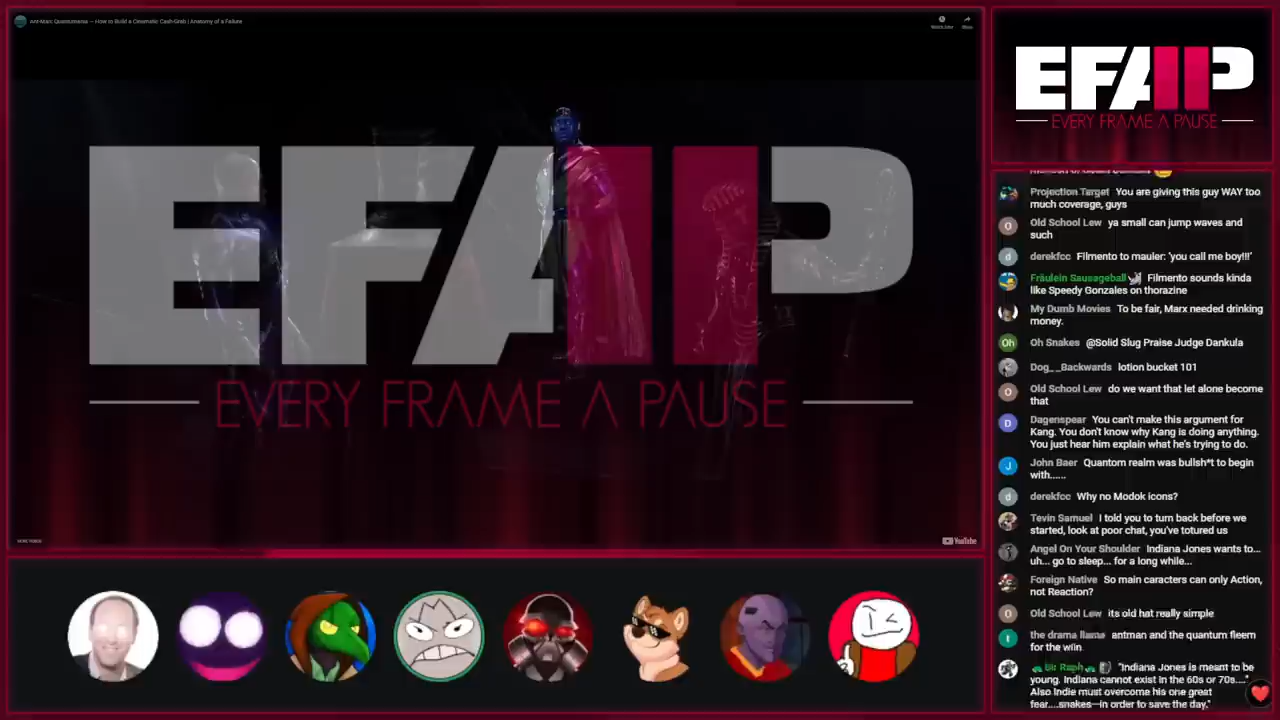 Ant-Man: Quantumania — How to Build a Cinematic Cash-Grab | Anatomy of a Failure
Watch later
Share
EFAP
EVERY FRAME A PAUSE
MORE VIDEOS
YouTube
EFAP
EVERY FRAME A PAUSE
Projection Target You are giving this guy WAY too
much coverage, guys
Old School Lew ya small can jump waves and
such
derekfcc Filmento to mauler: 'you call me boy!!!'
Fräulein Sausageball Filmento sounds kinda
like Speedy Gonzales on thorazine
My Dumb Movies To be fair, Marx needed drinking
money.
Oh Snakes @Solid Slug Praise Judge Dankula
Dog__Backwards lotion bucket 101
Old School Lew do we want that let alone become
that
Dagenspear You can't make this argument for
Kang. You don't know why Kang is doing anything.
You just hear him explain what he's trying to do.
John Baer Quantom realm was bullsh*t to begin
with......
derekfcc Why no Modok icons?
Tevin Samuel I told you to turn back before we
started, look at poor chat, you've totured us
Angel On Your Shoulder Indiana Jones wants to...
uh... go to sleep... for a long while...
Foreign Native So main caracters can only Action,
not Reaction?
Old School Lew its old hat really simple
the drama llama antman and the quantum fleem
for the wiin
Sir Raph "Indiana Jones is meant to be
young. Indiana cannot exist in the 60s or 70s...."
Also Indie must overcome his one great
fear....snakes—in order to save the day."